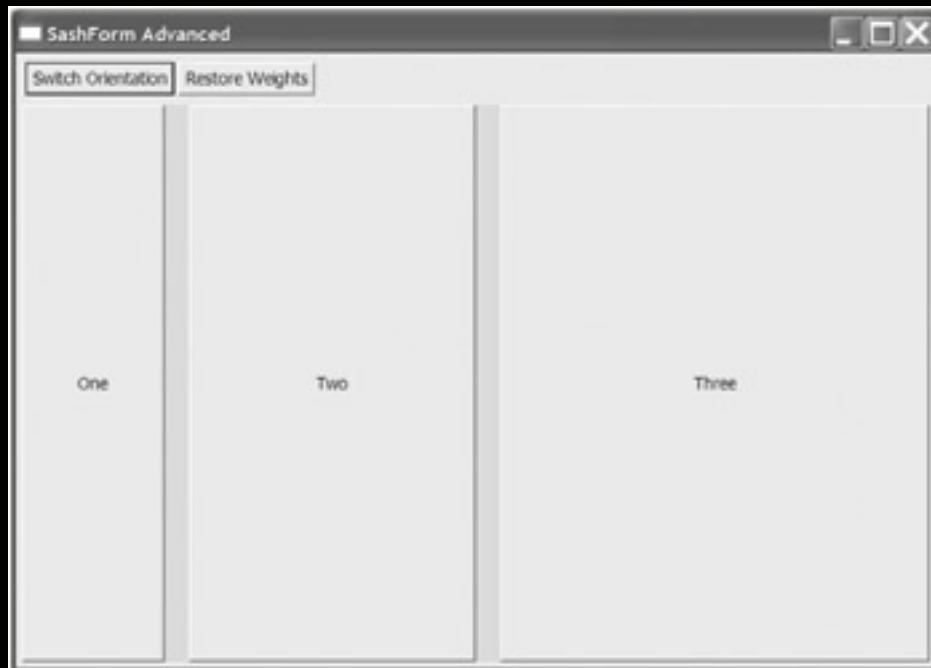 SashForm Advanced
Switch Orientation Restore Weights
One Two Three